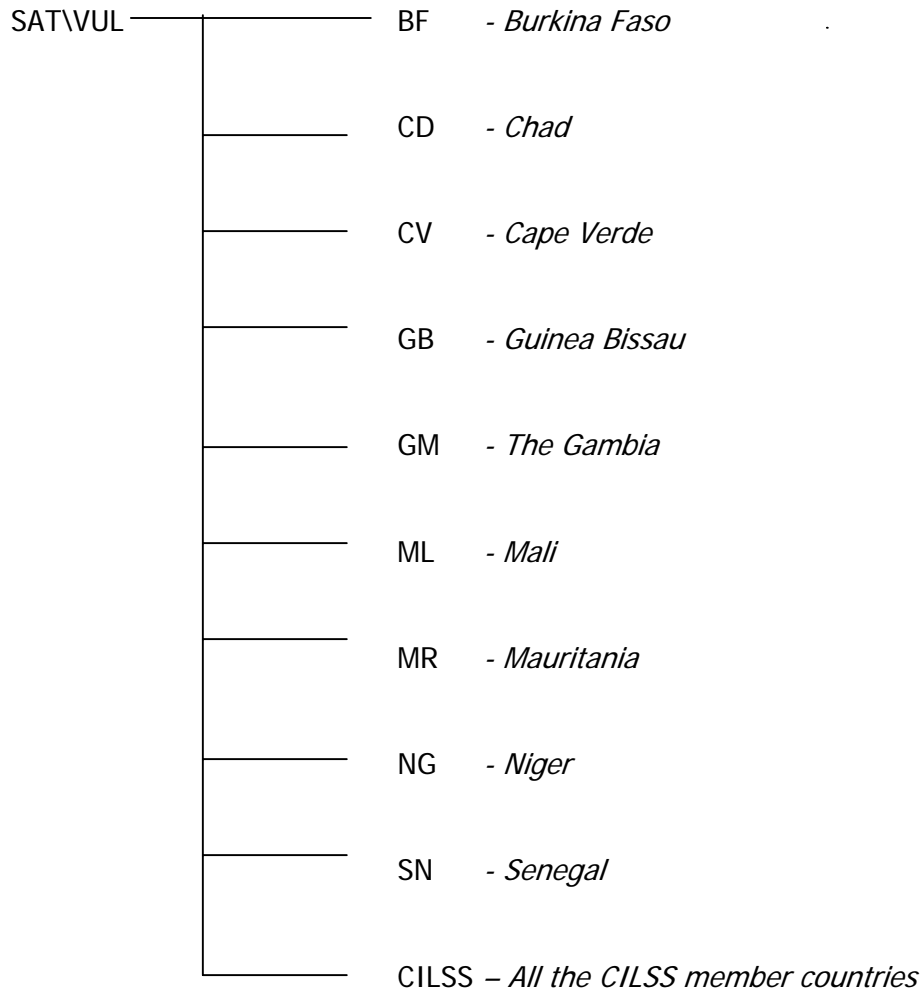 SAT\VUL BF - Burkina Faso
CD - Chad
CV - Cape Verde
GB - Guinea Bissau
GM - The Gambia
ML - Mali
MR - Mauritania
NG - Niger
SN - Senegal
CILSS – All the CILSS member countries